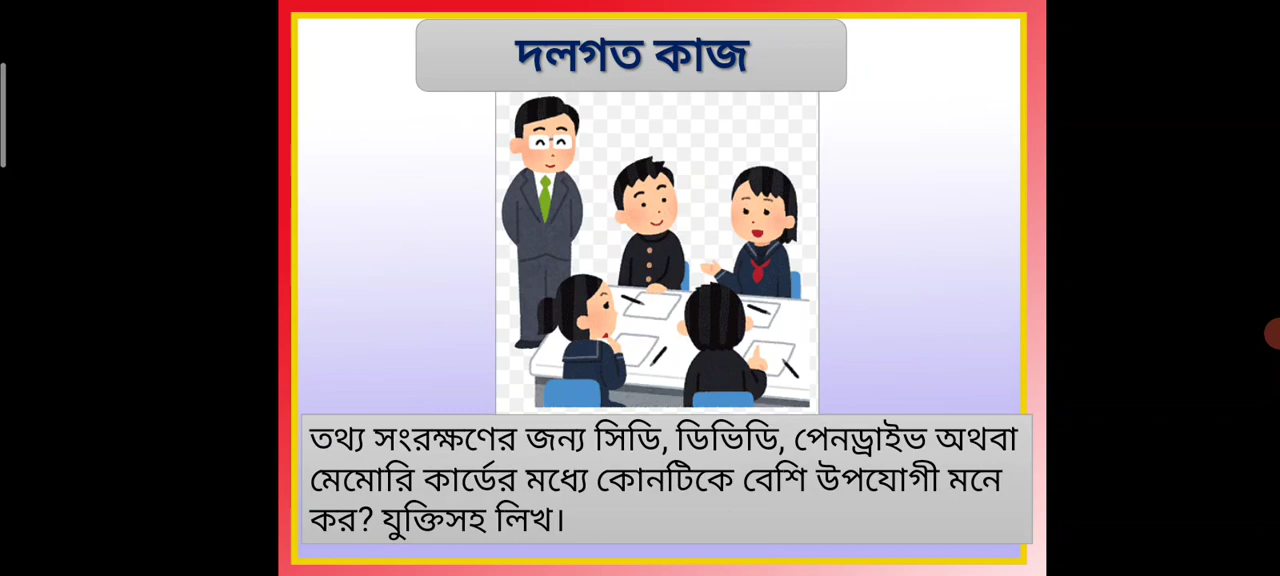 দলগত কাজ
তথ্য সংরক্ষণের জন্য সিডি, ডিভিডি, পেনড্রাইভ অথবা
মেমোরি কার্ডের মধ্যে কোনটিকে বেশি উপযোগী মনে
কর? যুক্তিসহ লিখ।